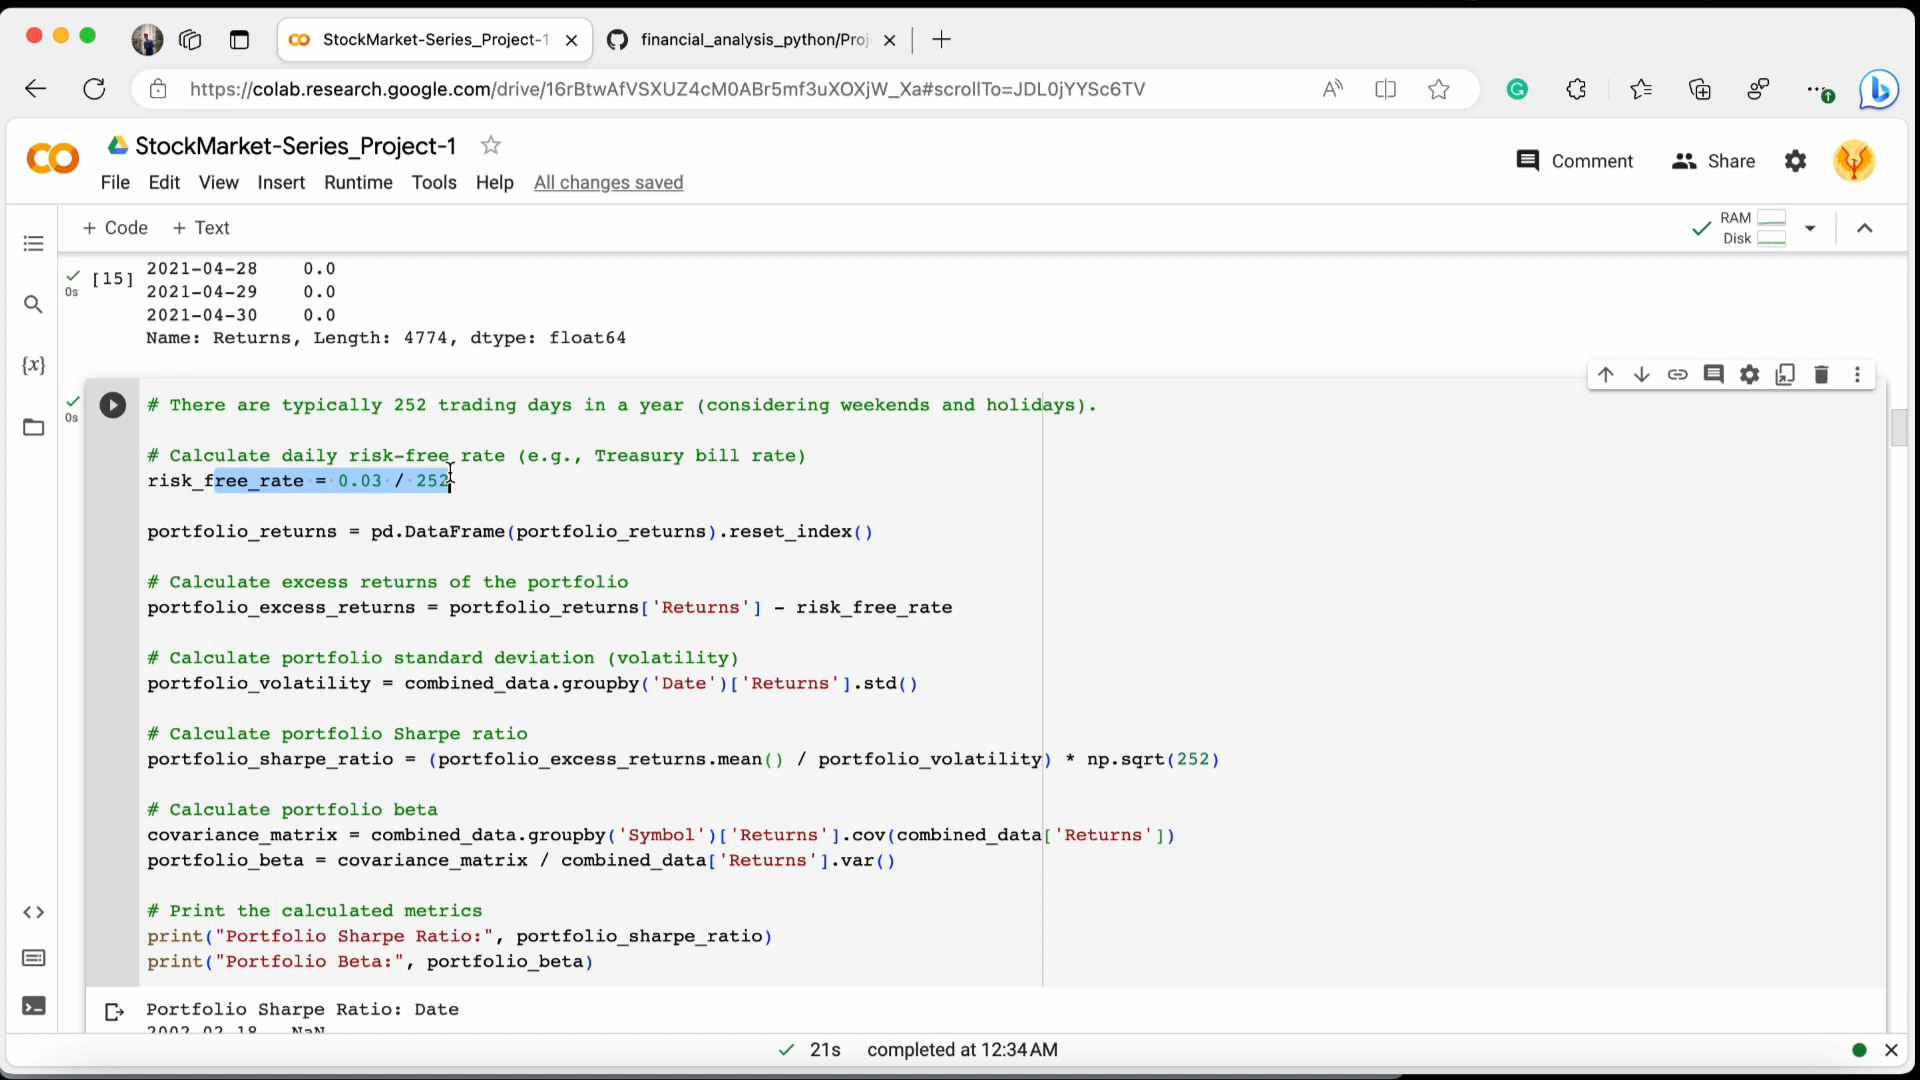 StockMarket-Series_Project-1
financial_analysis_python/Proj
https://colab.research.google.com/drive/16rBtwAfVSXUZ4cM0ABr5mf3uXOXjW_Xa#scrollTo=JDL0jYYSc6TV
StockMarket-Series_Project-1
Comment
Share
File Edit View Insert Runtime Tools Help All changes saved
+ Code + Text
RAM
Disk
[15]
0s
2021-04-28 0.0
2021-04-29 0.0
2021-04-30 0.0
Name: Returns, Length: 4774, dtype: float64
0s
# There are typically 252 trading days in a year (considering weekends and holidays).
# Calculate daily risk-free rate (e.g., Treasury bill rate)
risk_free_rate = 0.03 / 252
portfolio_returns = pd.DataFrame(portfolio_returns).reset_index()
# Calculate excess returns of the portfolio
portfolio_excess_returns = portfolio_returns['Returns'] - risk_free_rate
# Calculate portfolio standard deviation (volatility)
portfolio_volatility = combined_data.groupby('Date')['Returns'].std()
# Calculate portfolio Sharpe ratio
portfolio_sharpe_ratio = (portfolio_excess_returns.mean() / portfolio_volatility) * np.sqrt(252)
# Calculate portfolio beta
covariance_matrix = combined_data.groupby('Symbol')['Returns'].cov(combined_data['Returns'])
portfolio_beta = covariance_matrix / combined_data['Returns'].var()
# Print the calculated metrics
print("Portfolio Sharpe Ratio:", portfolio_sharpe_ratio)
print("Portfolio Beta:", portfolio_beta)
Portfolio Sharpe Ratio: Date
2002-02-18 NaN
21s completed at 12:34 AM